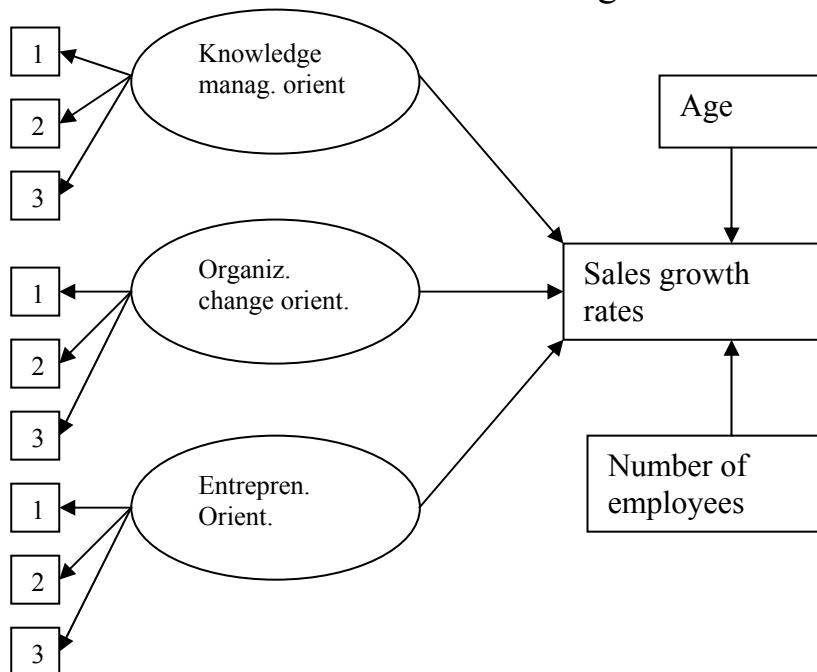 1
2
3
Knowledge
manag. orient
Age
1
2
3
Organiz.
change orient.
Sales growth
rates
1
2
3
Entrepren.
Orient.
Number of
employees